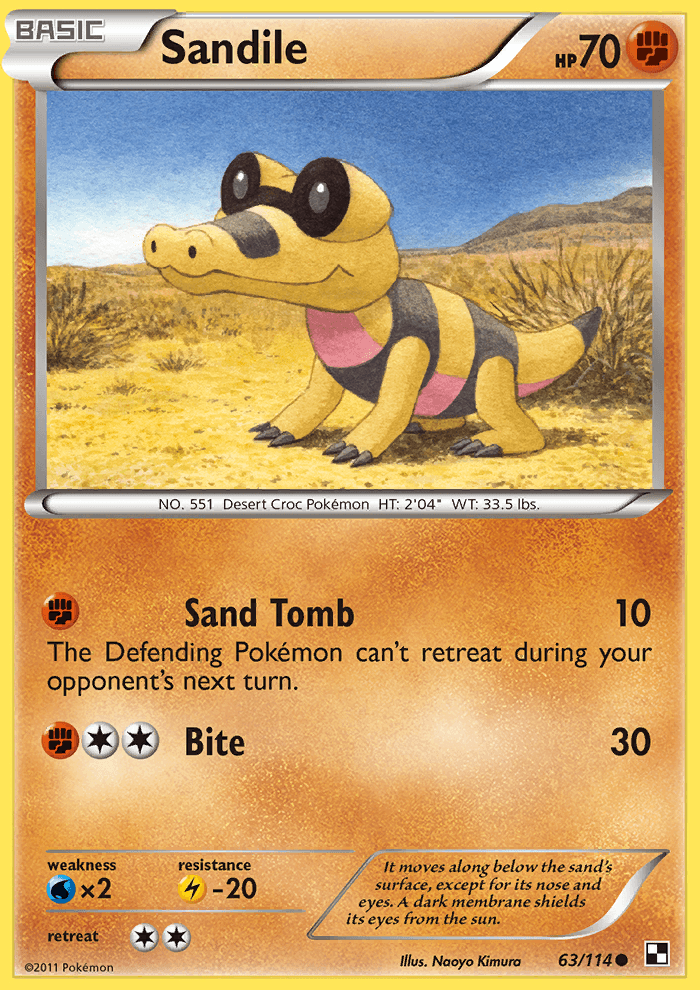 BASIC
Sandile
HP70
NO. 551 Desert Croc Pokémon HT: 2'04" WT: 33.5 lbs.
Sand Tomb 10
The Defending Pokémon can't retreat during your
opponent's next turn.
Bite 30
weakness
×2
resistance
-20
retreat
It moves along below the sand's
surface, except for its nose and
eyes. A dark membrane shields
its eyes from the sun.
©2011 Pokémon
Illus. Naoyo Kimura
63/114